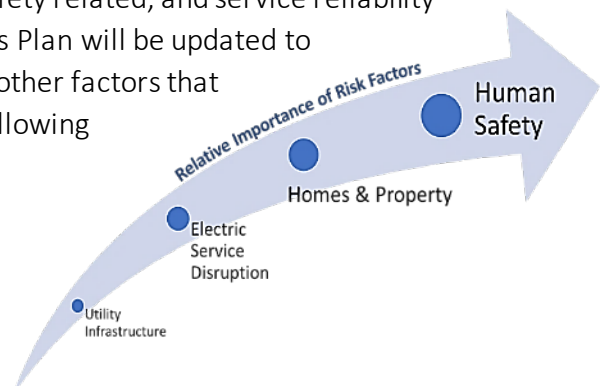 ety related, and service reliability
s Plan will be updated to
other factors that
llowing
Relative Importance of Risk Factors
Human
Safety
Homes & Property
Electric
Service
Disruption
Utility
Infrastructure